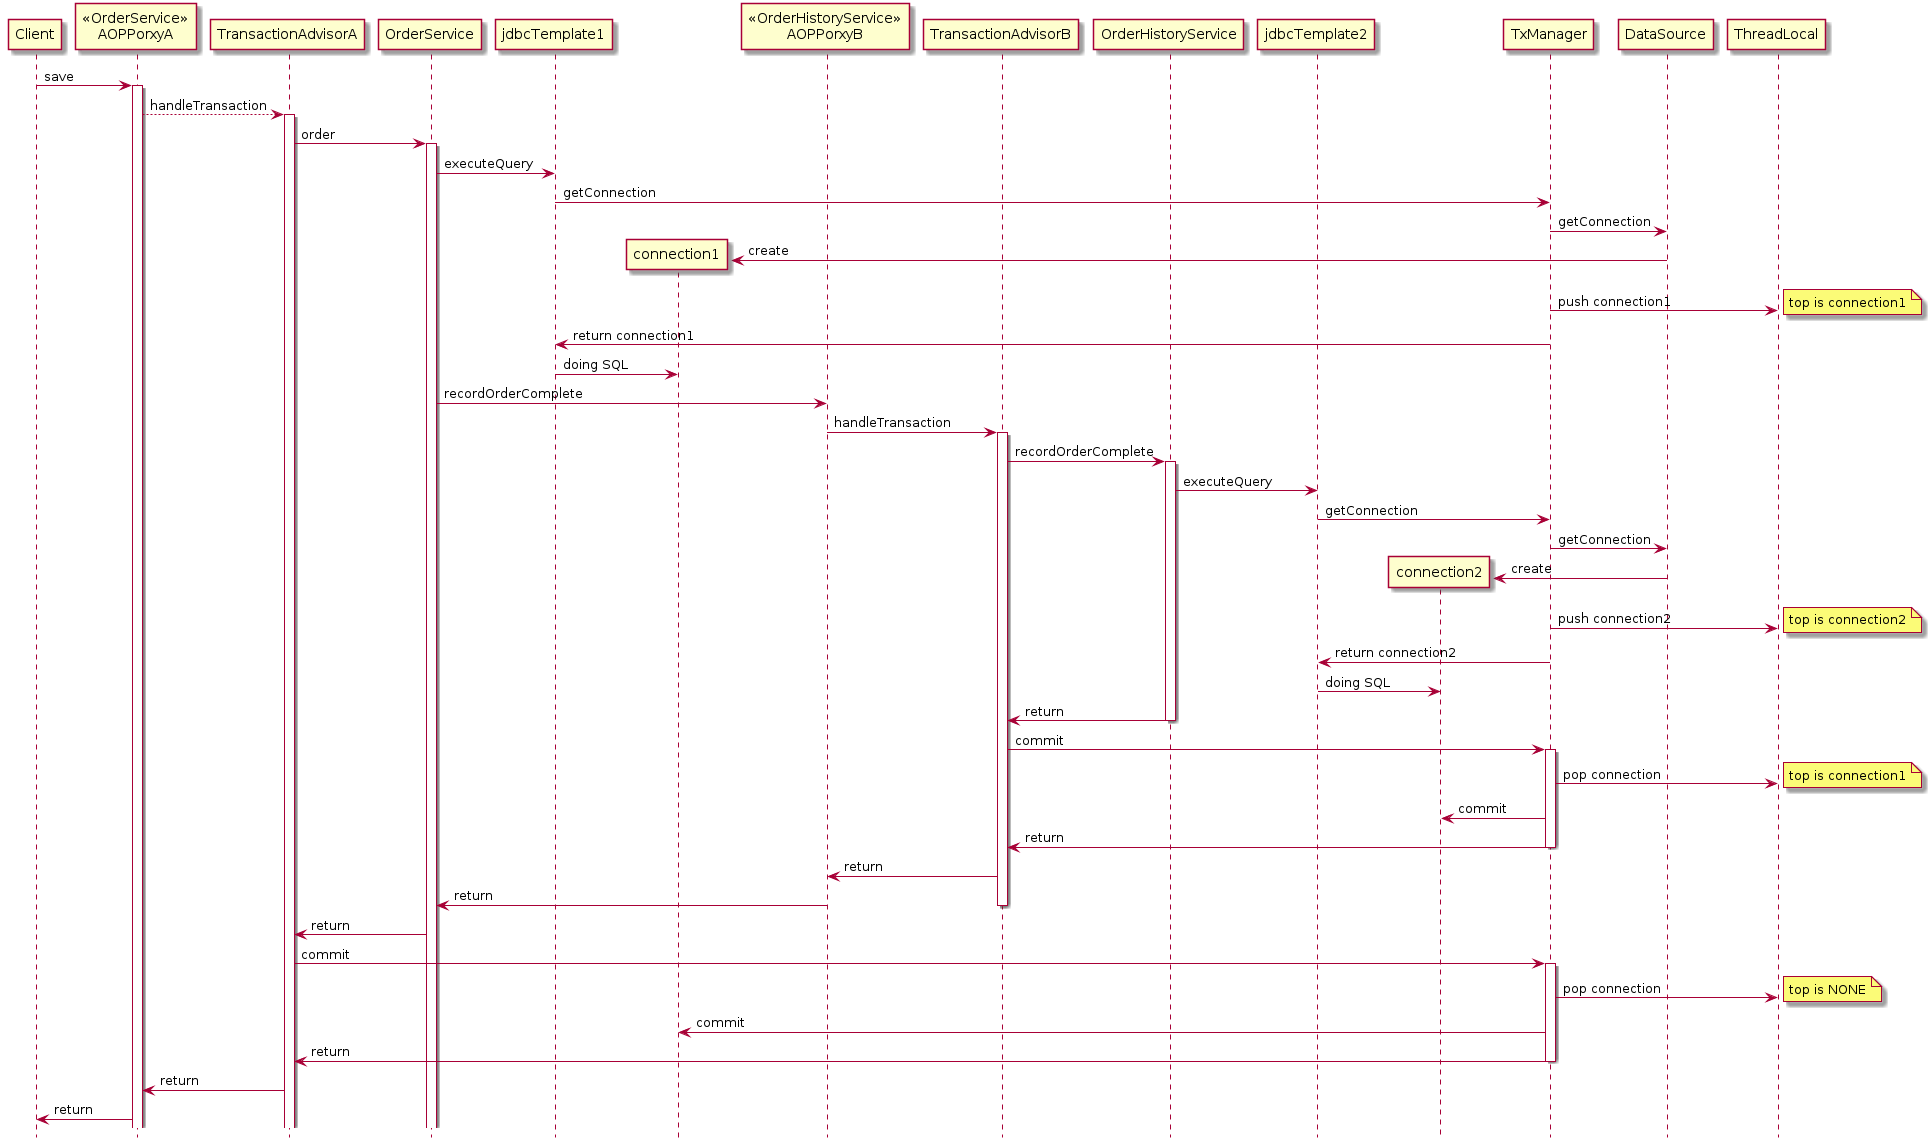 Client
«OrderService»
AOPPorxyA
TransactionAdvisorA
OrderService
jdbcTemplate1
«OrderHistoryService»
AOPPorxyB
TransactionAdvisorB
OrderHistoryService
jdbcTemplate2
TxManager
DataSource
ThreadLocal
save
handleTransaction
order
executeQuery
getConnection
getConnection
connection1
create
push connection1
top is connection1
return connection1
doing SQL
recordOrderComplete
handleTransaction
recordOrderComplete
executeQuery
getConnection
getConnection
connection2
create
push connection2
top is connection2
return connection2
doing SQL
return
commit
pop connection
top is connection1
commit
return
return
return
return
commit
pop connection
top is NONE
commit
return
return
return